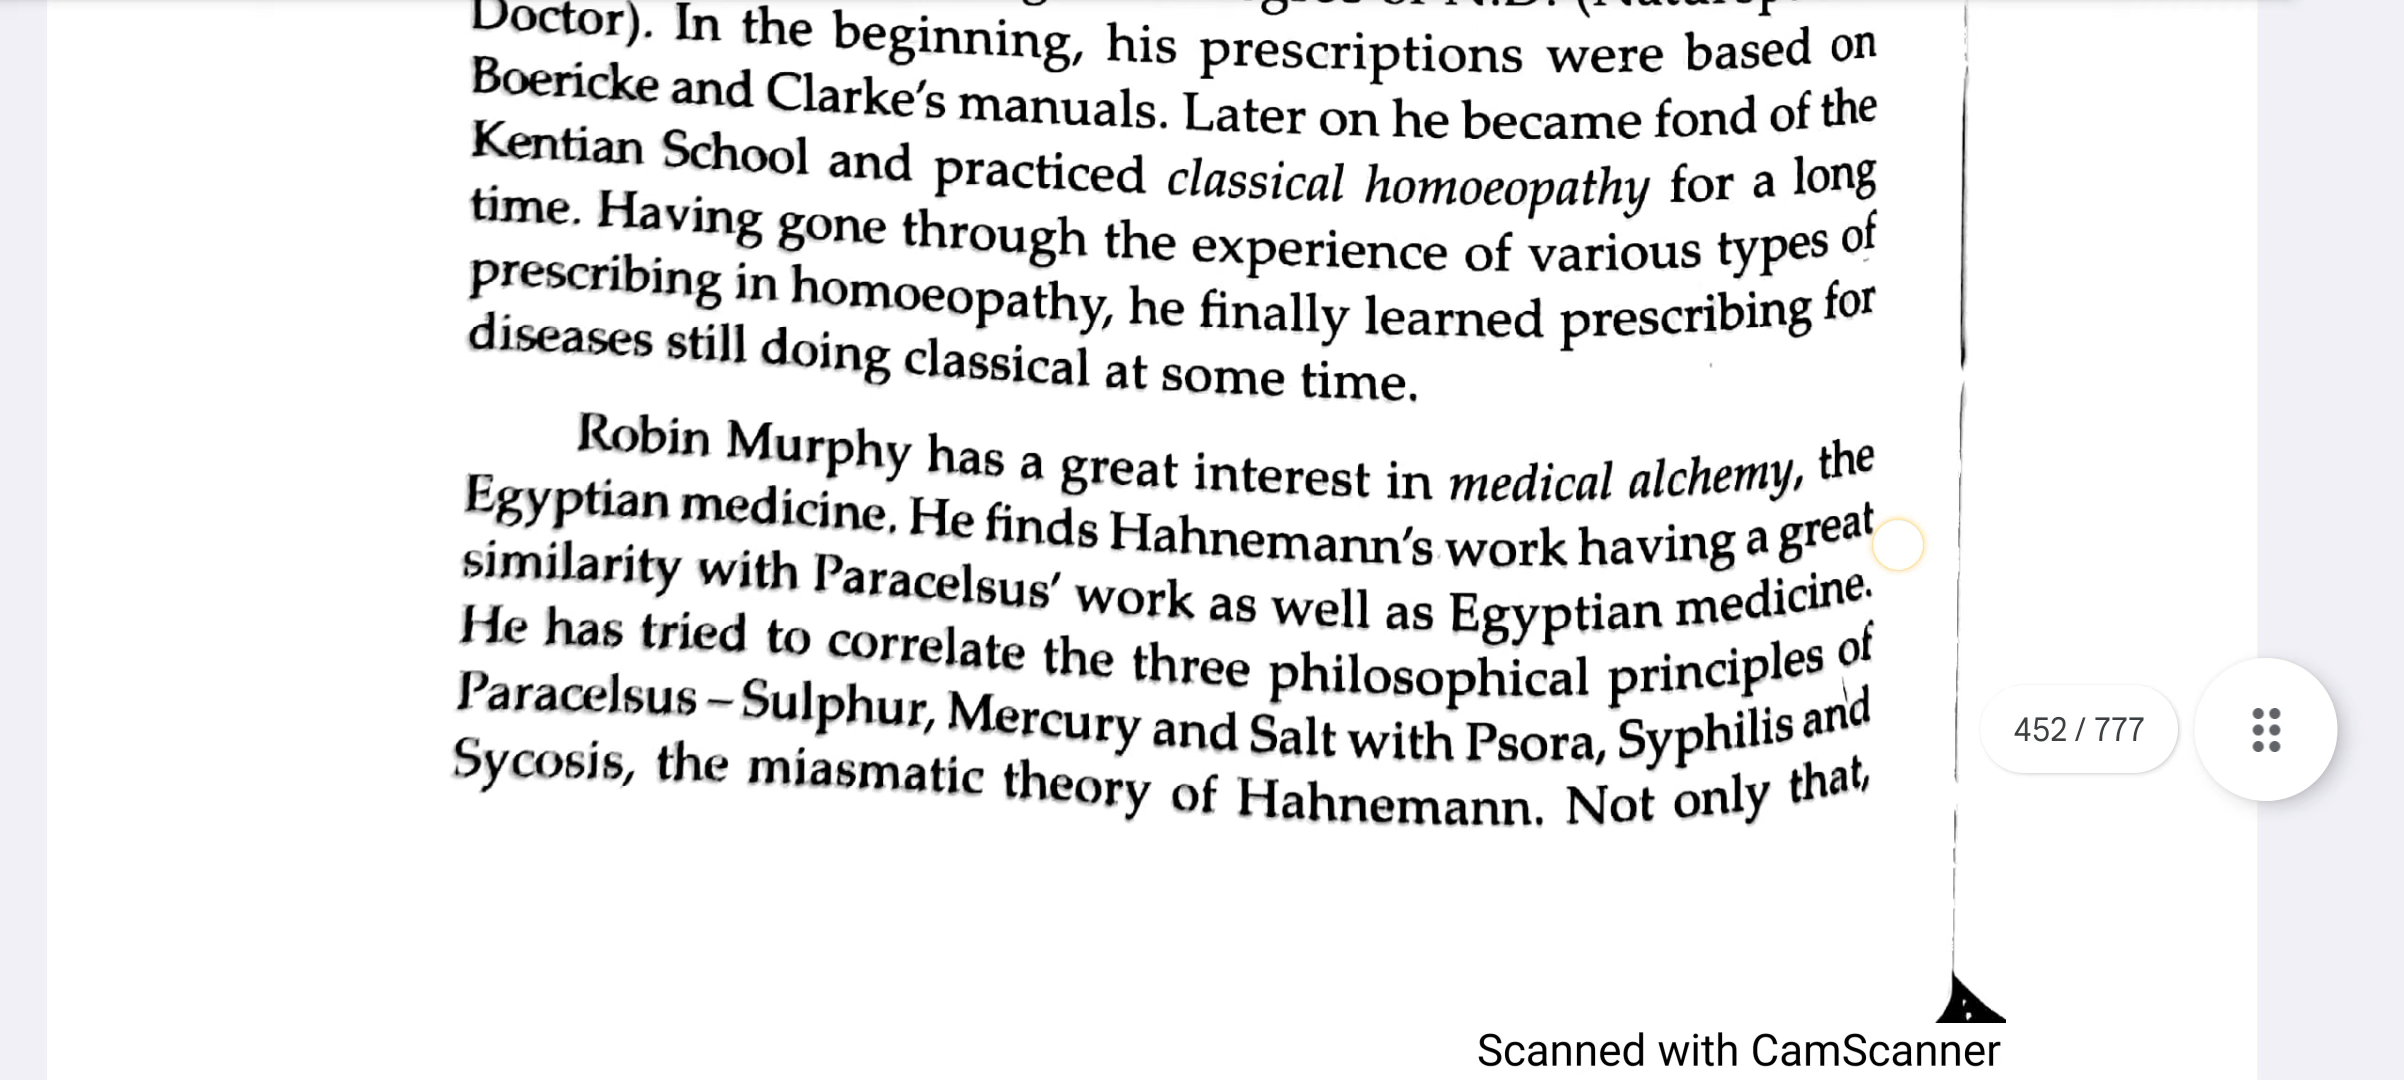 Doctor). In the beginning, his prescriptions were based on
Boericke and Clarke's manuals. Later on he became fond of the
Kentian School and practiced classical homoeopathy for a long
time. Having gone through the experience of various types of
prescribing in homoeopathy, he finally learned prescribing for
diseases still doing classical at some time.
Robin Murphy has a great interest in medical alchemy, the
Egyptian medicine. He finds Hahnemann's work having a great
similarity with Paracelsus' work as well as Egyptian medicine.
He has tried to correlate the three philosophical principles of
Paracelsus – Sulphur, Mercury and Salt with Psora, Syphilis and
Sycosis, the miasmatic theory of Hahnemann. Not only that,
452 / 777
Scanned with CamScanner